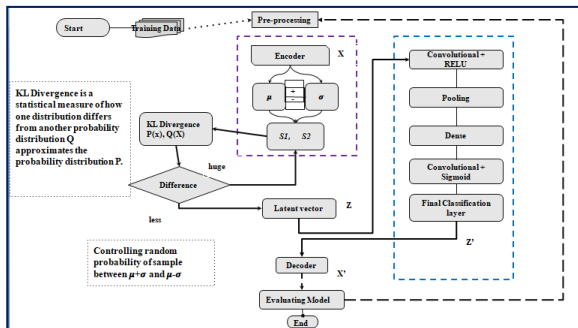 Start
Training Data
Pre-processing
Encoder
X
μ
+
-
σ
S1, S2
KL Divergence is a
statistical measure of how
one distribution differs
from another probability
distribution Q
approximates the
probability distribution P.
KL Divergence
P(x), Q(X)
huge
Difference
less
Latent vector
Z
Convolutional +
RELU
Pooling
Dense
Convolutional +
Sigmoid
Final Classification
layer
Z'
Controlling random
probability of sample
between μ+σ and μ-σ
Decoder
X'
Evaluating Model
End